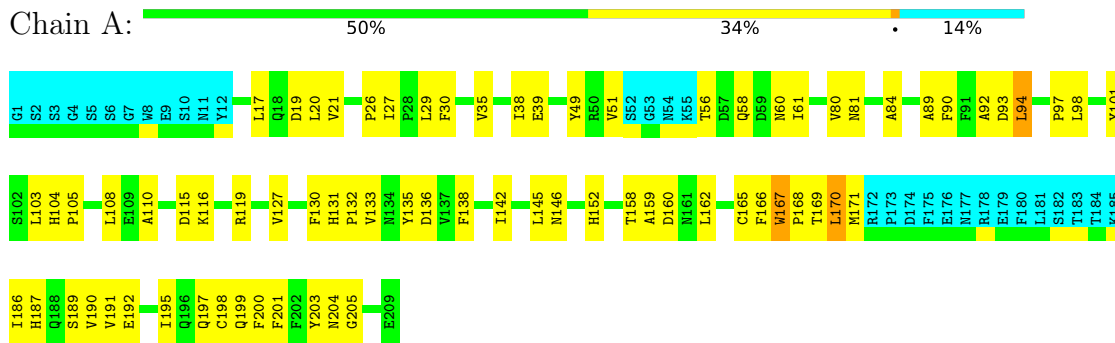 Chain A:
50% 34% • 14%
G1 S2 S3 G4 S5 S6 G7 W8 E9 S10 N11 Y12 L17 Q18 D19 L20 V21 P26 I27 P28 L29 F30 V35 I38 E39 Y49 R50 V51 S52 G53 N54 K55 T56 D57 Q58 D59 N60 I61 V80 N81 A84 A89 F90 F91 A92 D93 L94 P97 L98 Y101
S102 L103 H104 P105 L108 E109 A110 D115 K116 R119 V127 F130 H131 P132 V133 N134 Y135 D136 V137 F138 I142 L145 N146 H152 T158 A159 D160 N161 L162 C165 F166 W167 P168 T169 L170 M171 R172 P173 D174 F175 E176 N177 R178 E179 F180 L181 S182 T183 T184 K185
I186 H187 Q188 S189 V190 V191 E192 I195 Q196 Q197 C198 Q199 F200 F201 F202 Y203 N204 G205 E209